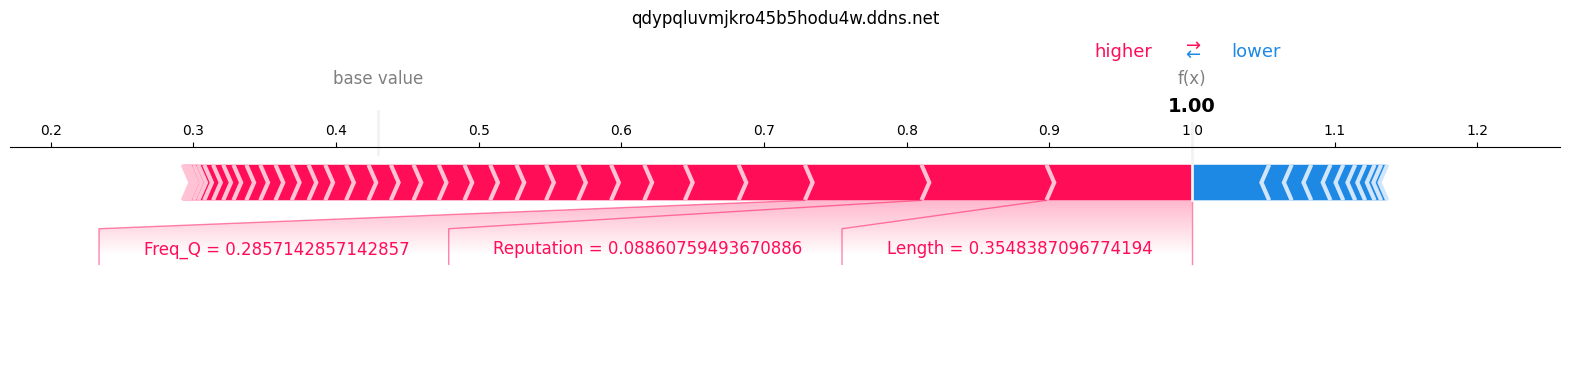 qdypqluvmjkro45b5hodu4w.ddns.net
higher ⇄ lower
base value f(x)
1.00
0.2 0.3 0.4 0.5 0.6 0.7 0.8 0.9 1.0 1.1 1.2
Freq_Q = 0.2857142857142857 Reputation = 0.08860759493670886 Length = 0.3548387096774194